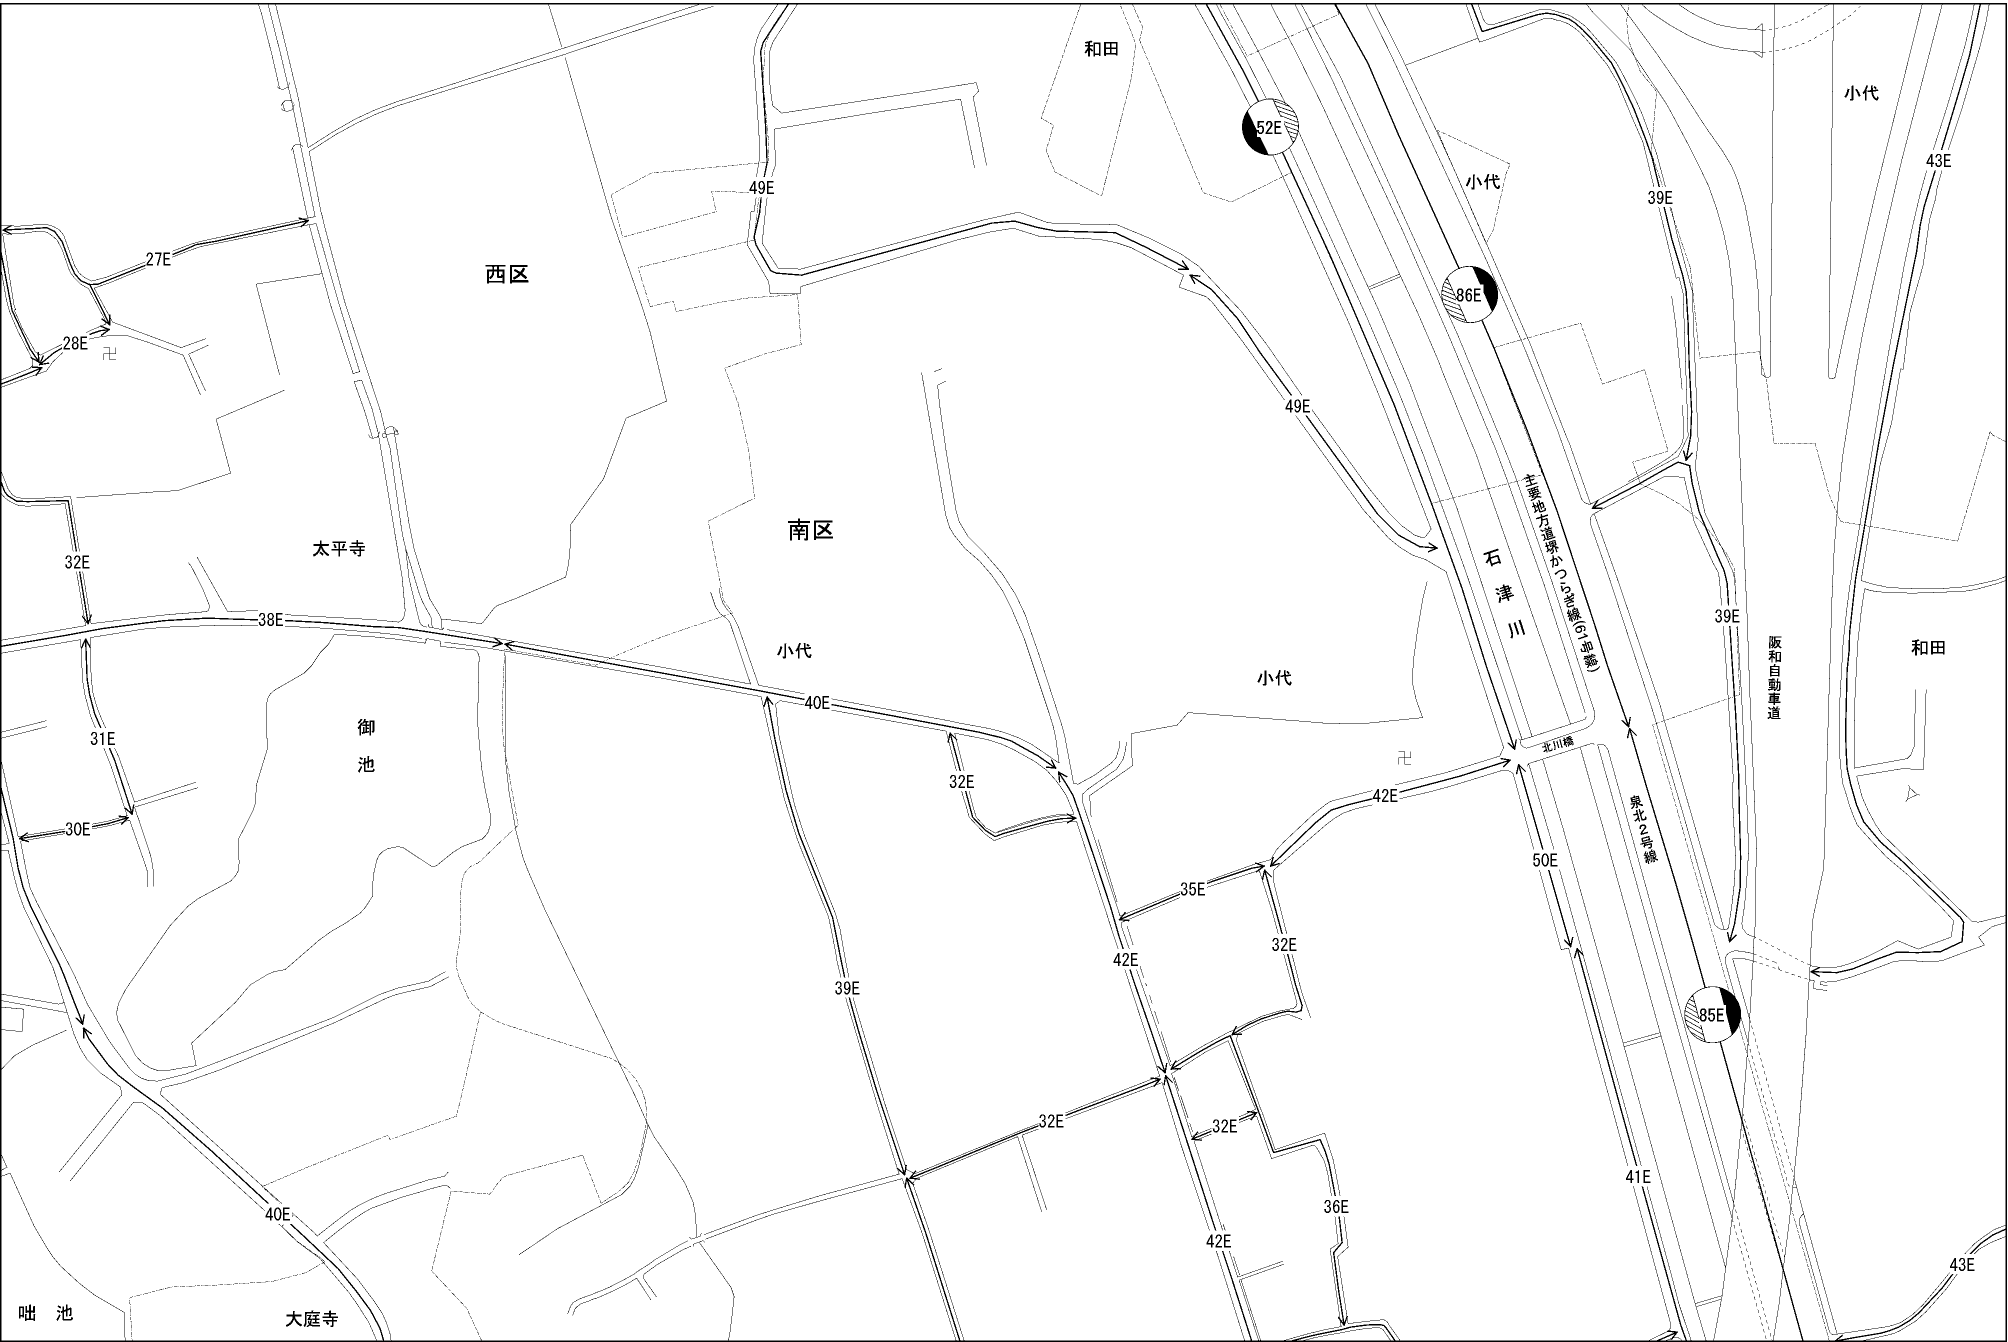 和田
小代
52E
43E
49E
小代
39E
27E
西区
86E
28E
49E
主要地方道堺かつらぎ線(61号線)
南区
太平寺
石津川
32E
38E
39E
小代
和田
阪和自動車道
小代
40E
御池
31E
北川橋
32E
42E
泉北2号線
30E
50E
35E
32E
42E
39E
85E
32E
32E
41E
36E
40E
42E
43E
咄池
大庭寺